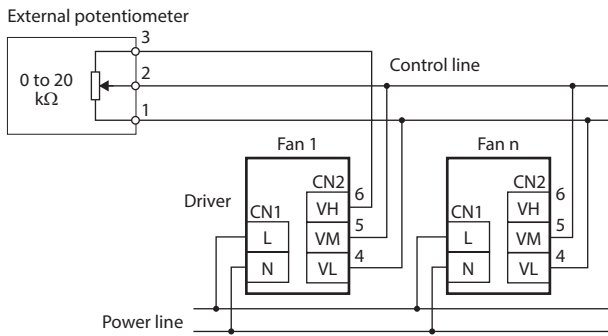 External potentiometer
3
0 to 20
kΩ
2
Control line
1
Fan 1
Fan n
CN2
6
CN2
6
Driver
CN1
VH
CN1
VH
L
VM
5
L
VM
5
N
VL
4
N
VL
4
Power line